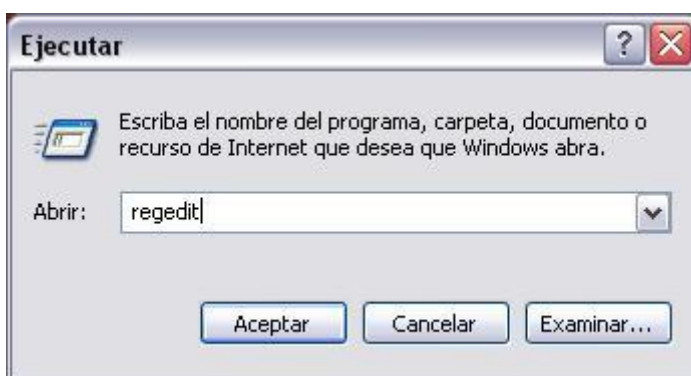 Ejecutar
Escriba el nombre del programa, carpeta, documento o
recurso de Internet que desea que Windows abra.
Abrir: regedit
Aceptar Cancelar Examinar...